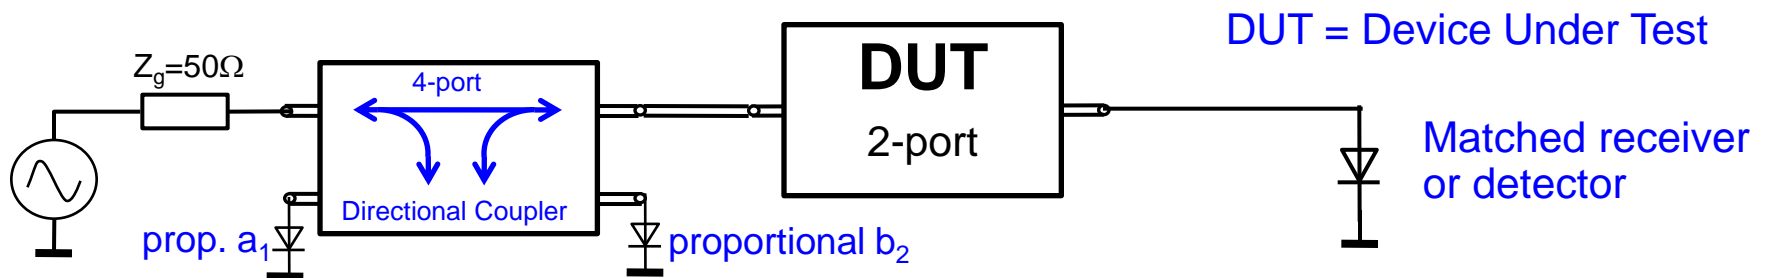 DUT = Device Under Test
Zg=50Ω
4-port
DUT
2-port
Matched receiver
or detector
Directional Coupler
prop. a1
proportional b2